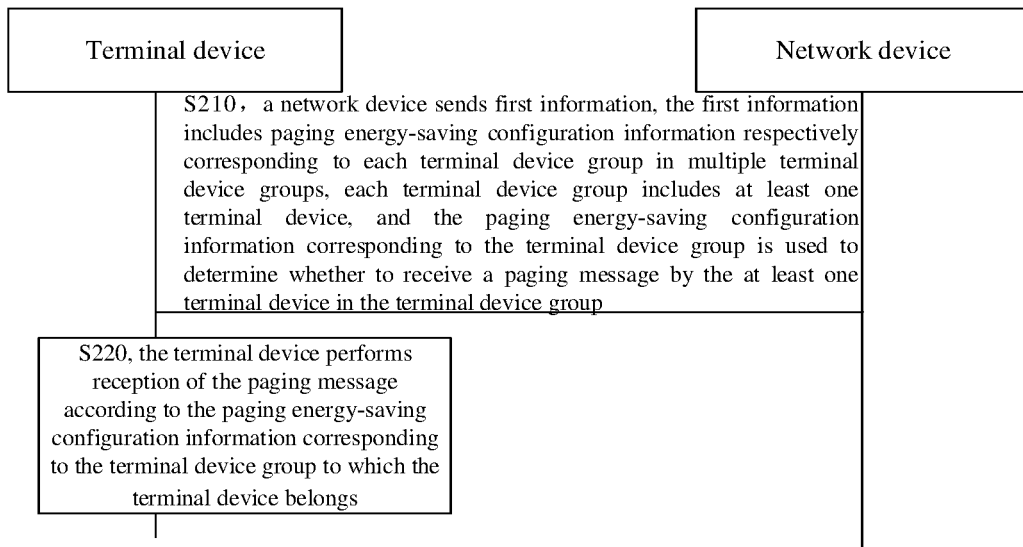 Terminal device
Network device
S210，a network device sends first information, the first information
includes paging energy-saving configuration information respectively
corresponding to each terminal device group in multiple terminal
device groups, each terminal device group includes at least one
terminal device, and the paging energy-saving configuration
information corresponding to the terminal device group is used to
determine whether to receive a paging message by the at least one
terminal device in the terminal device group
S220, the terminal device performs
reception of the paging message
according to the paging energy-saving
configuration information corresponding
to the terminal device group to which the
terminal device belongs